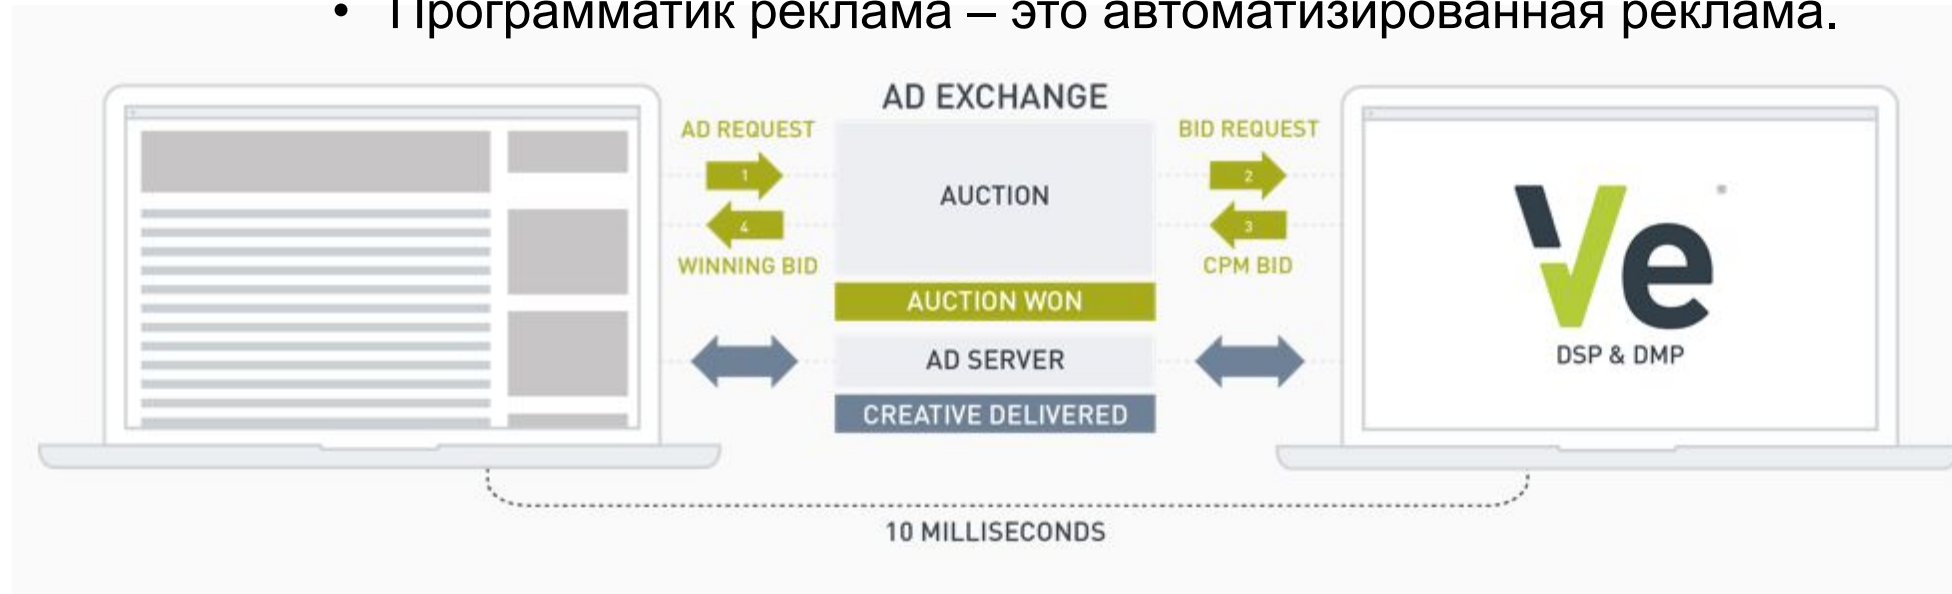 • Программатик реклама – это автоматизированная реклама.
AD EXCHANGE
AD REQUEST
BID REQUEST
1
2
AUCTION
4
3
WINNING BID
CPM BID
AUCTION WON
AD SERVER
CREATIVE DELIVERED
Ve
DSP & DMP
10 MILLISECONDS